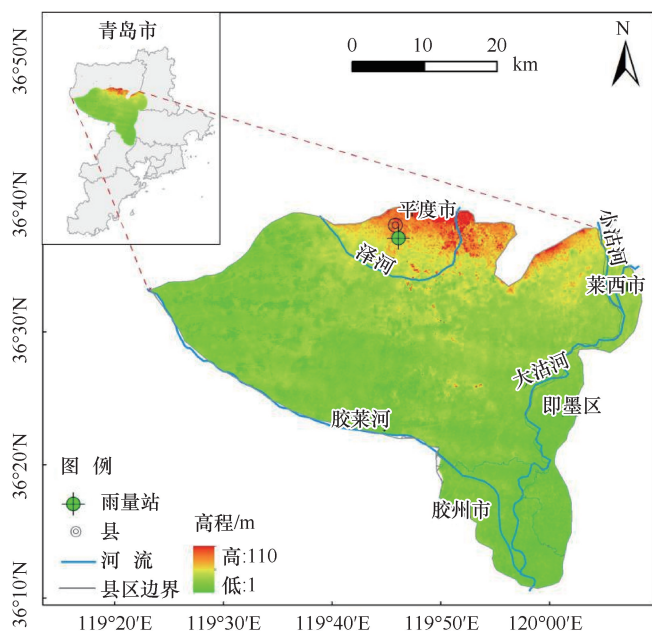 青岛市
N
0 10 20
km
36°50′N
36°40′N
36°30′N
36°20′N
36°10′N
平度市
泽河
小沽河
莱西市
大沽河
即墨区
胶莱河
胶州市
图 例
雨量站
县
河 流
县区边界
高程/m
高:110
低:1
119°20′E 119°30′E 119°40′E 119°50′E 120°00′E